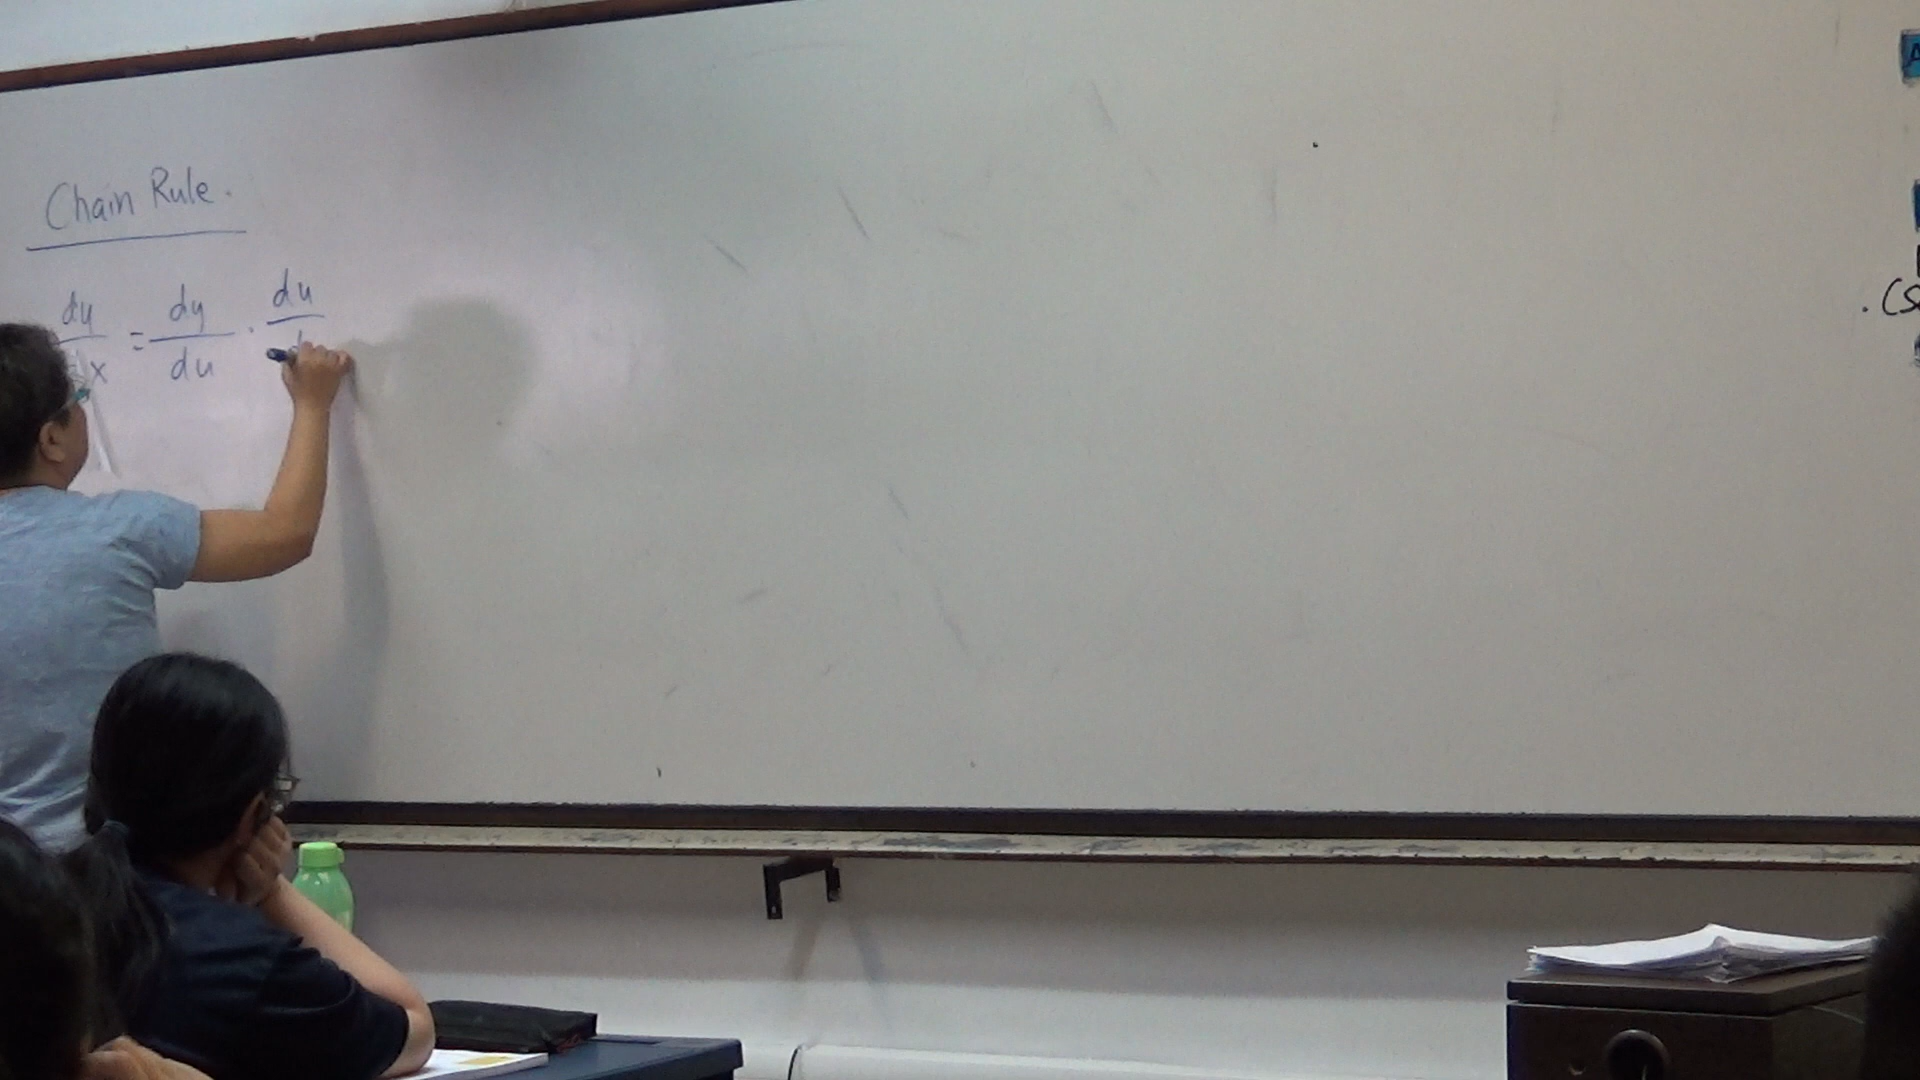 Chain Rule.
dy/dx = dy/du · du/d